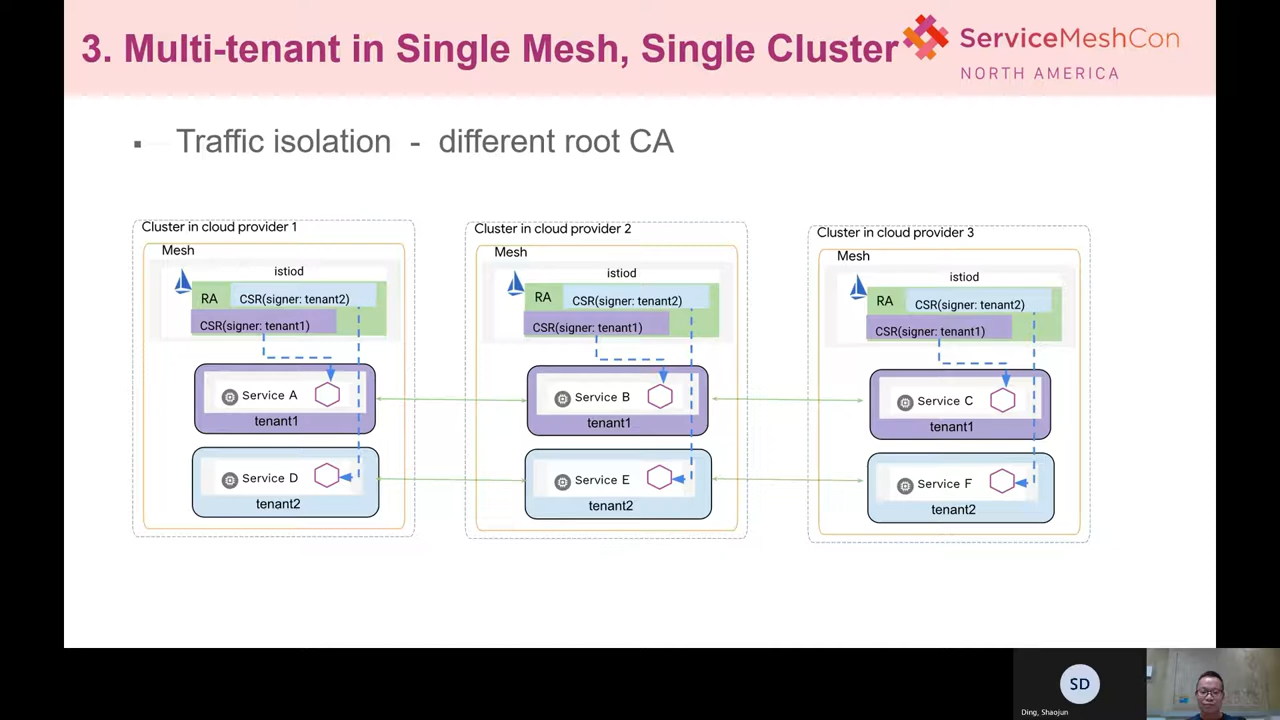 3. Multi-tenant in Single Mesh, Single Cluster
ServiceMeshCon
NORTH AMERICA
▪ Traffic isolation - different root CA
Cluster in cloud provider 1
Mesh
istiod
RA
CSR(signer: tenant2)
CSR(signer: tenant1)
Service A
tenant1
Service D
tenant2
Cluster in cloud provider 2
Mesh
istiod
RA
CSR(signer: tenant2)
CSR(signer: tenant1)
Service B
tenant1
Service E
tenant2
Cluster in cloud provider 3
Mesh
istiod
RA
CSR(signer: tenant2)
CSR(signer: tenant1)
Service C
tenant1
Service F
tenant2
SD
Ding, Shaojun